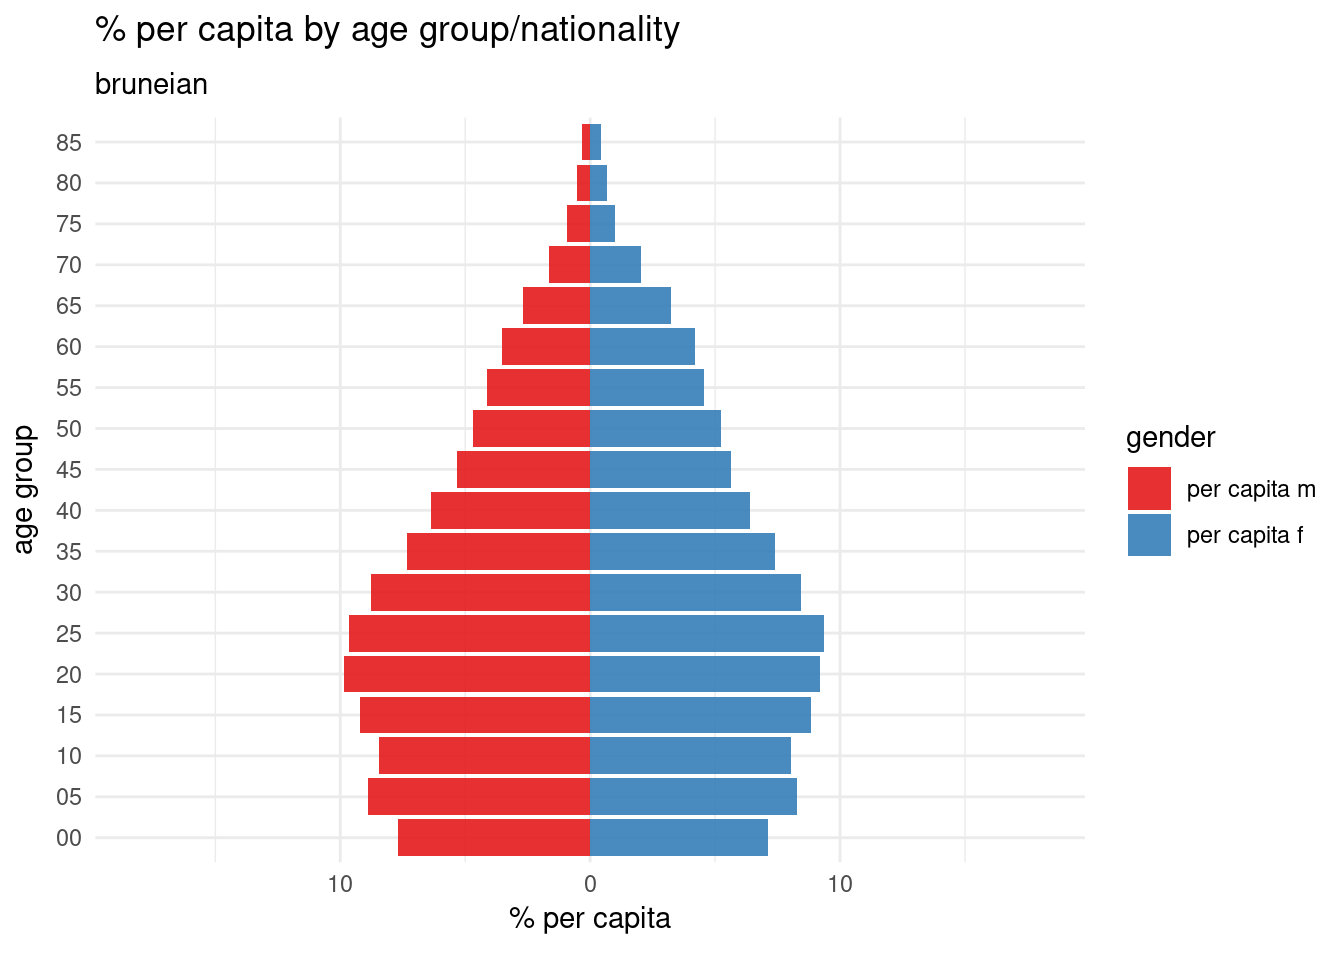 % per capita by age group/nationality
bruneian
85
80
75
70
65
60
55
50
45
40
35
30
25
20
15
10
05
00
age group
10 0 10
% per capita
gender
per capita m
per capita f